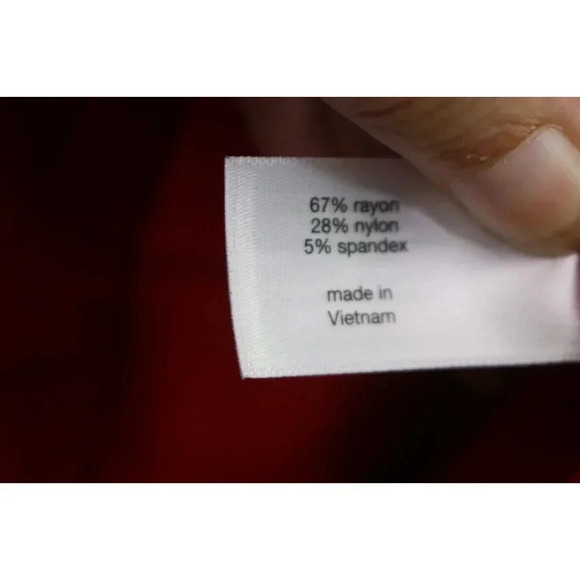 67% rayon
28% nylon
5% spandex
made in
Vietnam